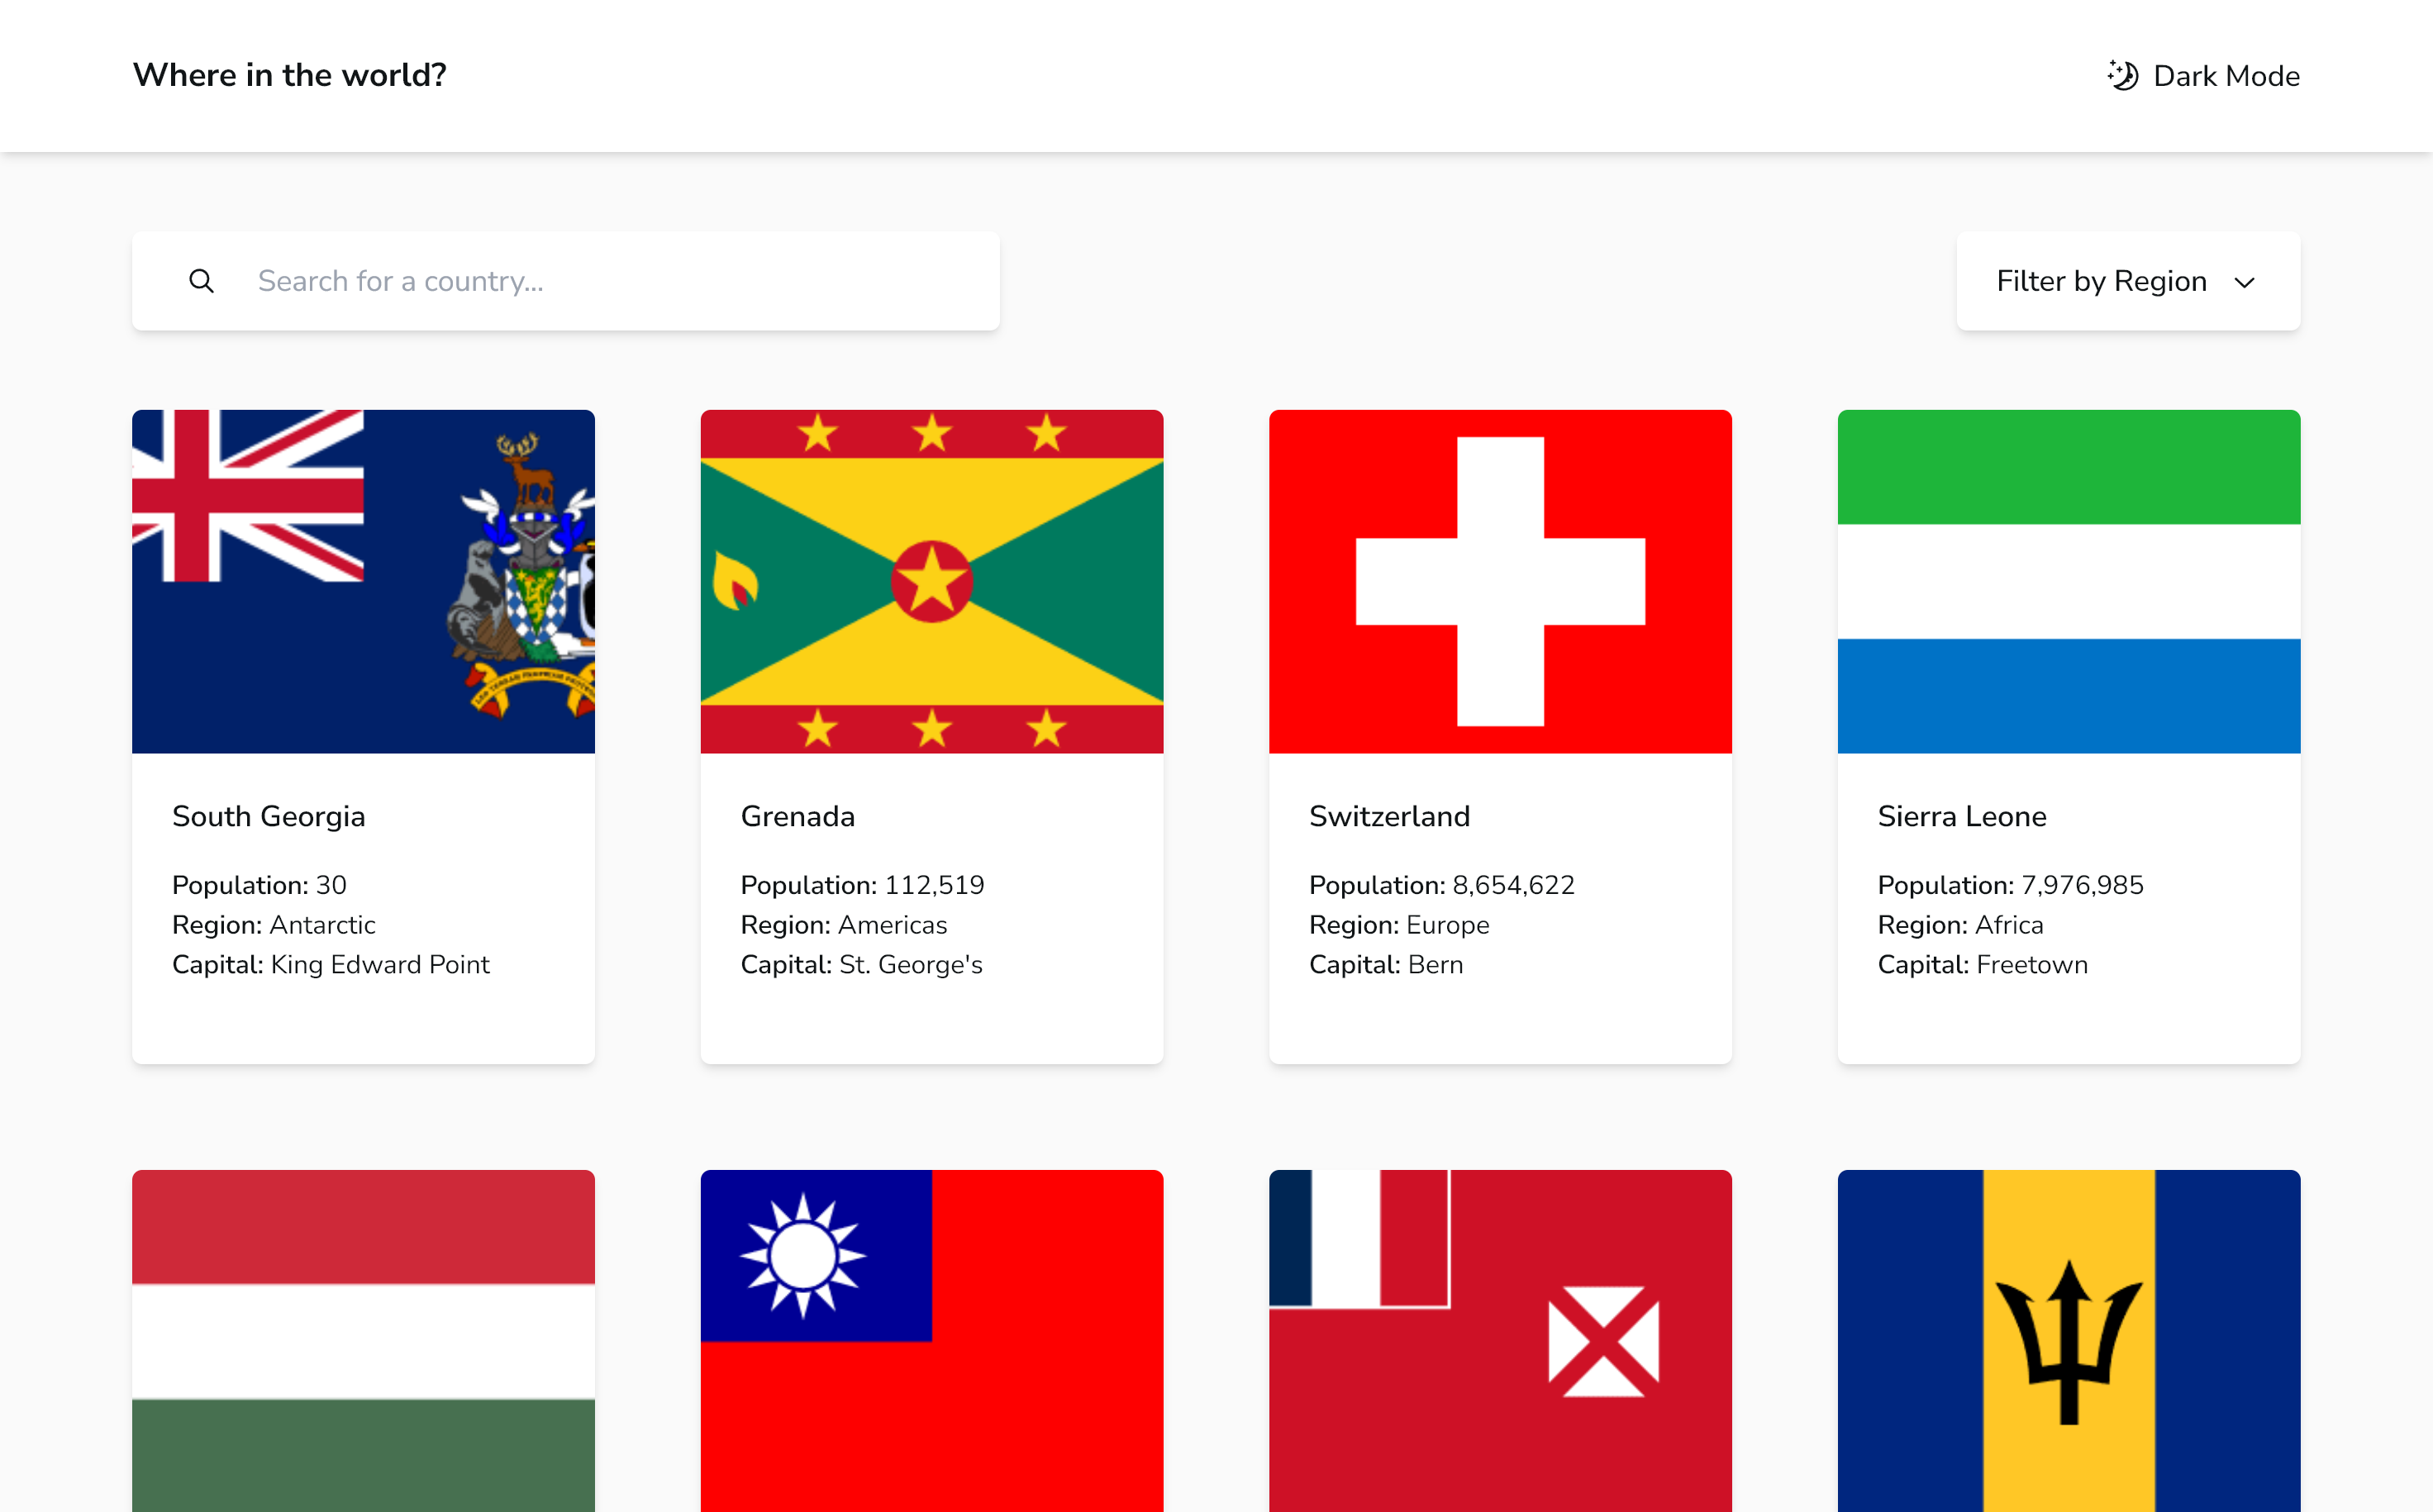 Where in the world?
Dark Mode
Search for a country...
Filter by Region
South Georgia
Population: 30
Region: Antarctic
Capital: King Edward Point
Grenada
Population: 112,519
Region: Americas
Capital: St. George's
Switzerland
Population: 8,654,622
Region: Europe
Capital: Bern
Sierra Leone
Population: 7,976,985
Region: Africa
Capital: Freetown